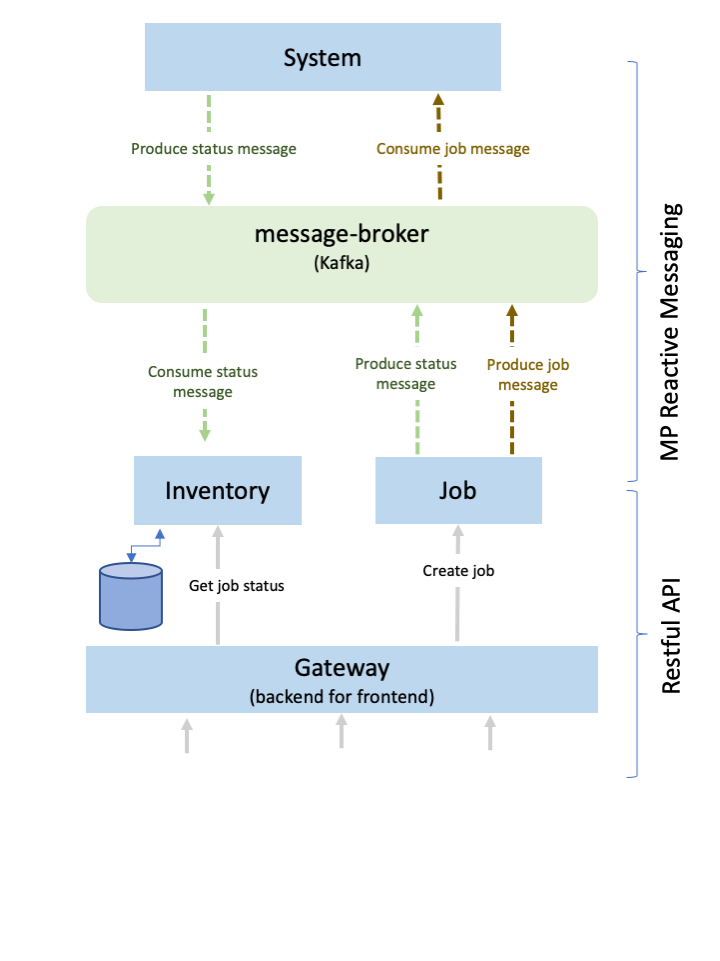 System
Produce status message
Consume job message
message-broker
(Kafka)
Consume status
message
Produce status
message
Produce job
message
MP Reactive Messaging
Inventory
Job
Get job status
Create job
Restful API
Gateway
(backend for frontend)